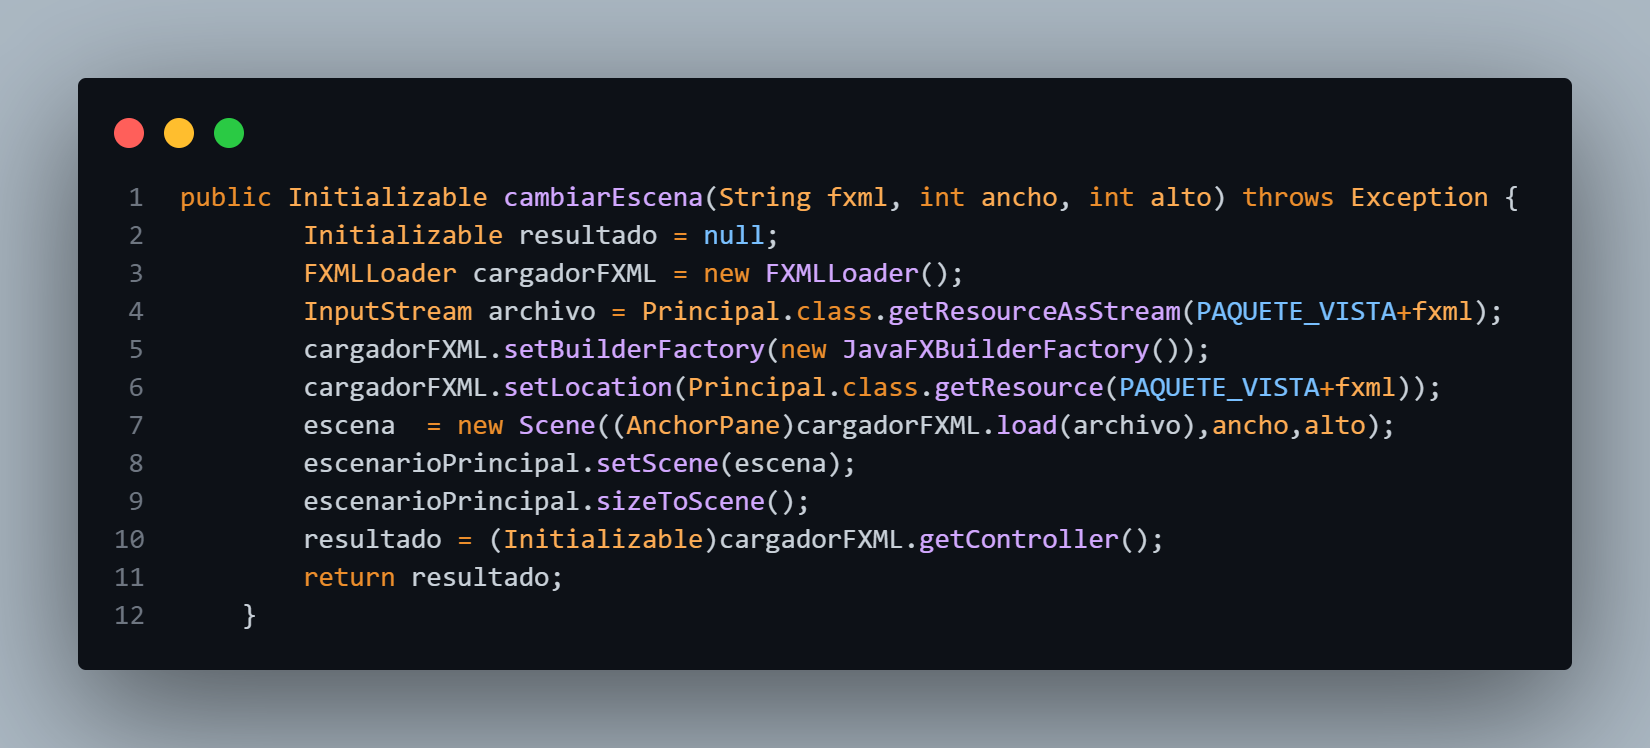 1 public Initializable cambiarEscena(String fxml, int ancho, int alto) throws Exception {
2         Initializable resultado = null;
3         FXMLLoader cargadorFXML = new FXMLLoader();
4         InputStream archivo = Principal.class.getResourceAsStream(PAQUETE_VISTA+fxml);
5         cargadorFXML.setBuilderFactory(new JavaFXBuilderFactory());
6         cargadorFXML.setLocation(Principal.class.getResource(PAQUETE_VISTA+fxml));
7         escena  = new Scene((AnchorPane)cargadorFXML.load(archivo),ancho,alto);
8         escenarioPrincipal.setScene(escena);
9         escenarioPrincipal.sizeToScene();
10         resultado = (Initializable)cargadorFXML.getController();
11         return resultado;
12     }